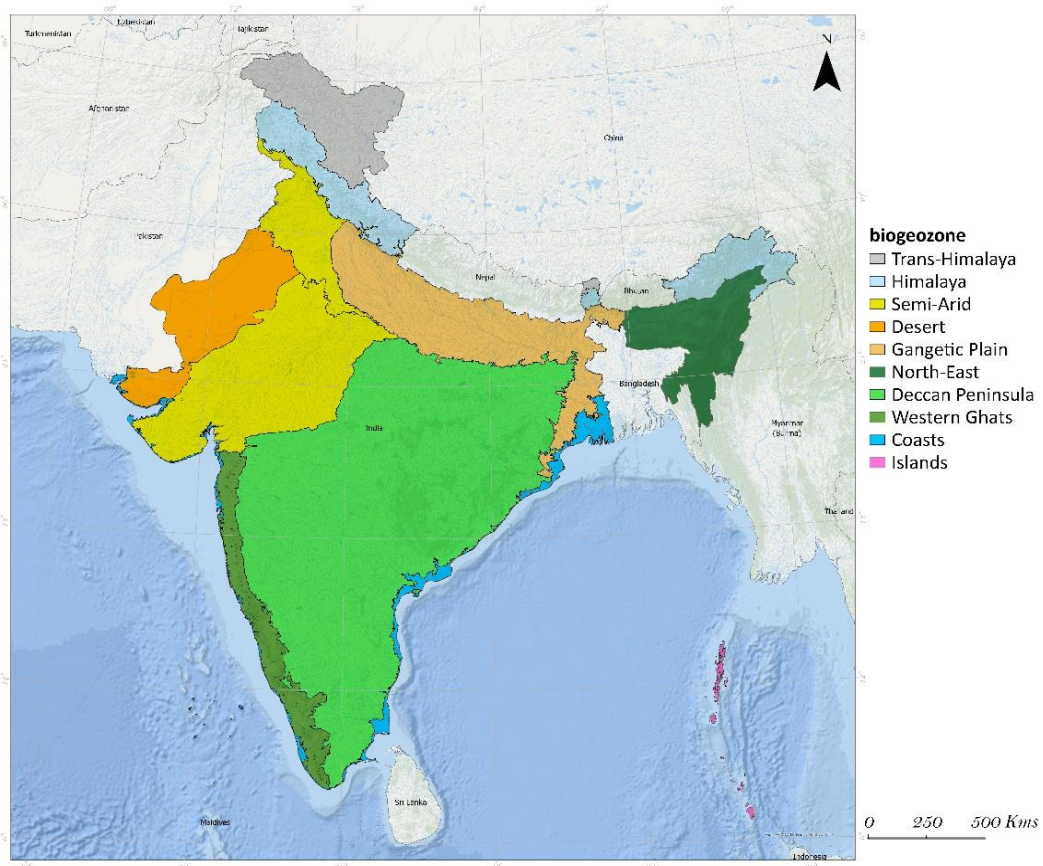 Uzbekistan
Tajikistan
Turkmenistan
N
Afghanistan
China
Pakistan
Nepal
Bhutan
Bangladesh
India
Myanmar
(Burma)
Thailand
Sri Lanka
Maldives
Indonesia
biogeozone
Trans-Himalaya
Himalaya
Semi-Arid
Desert
Gangetic Plain
North-East
Deccan Peninsula
Western Ghats
Coasts
Islands
0 250 500 Kms